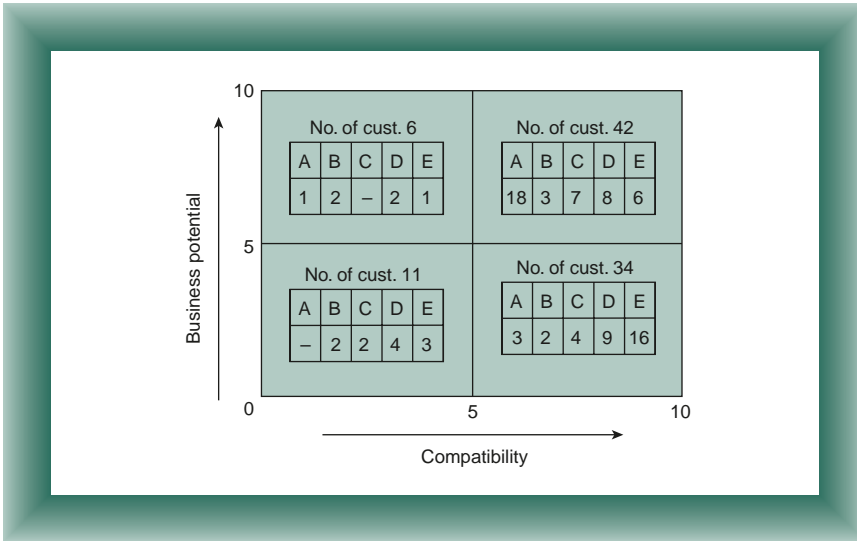 10
No. of cust. 6
A B C D E
1 2 – 2 1
No. of cust. 42
A B C D E
18 3 7 8 6
Business potential
5
No. of cust. 11
A B C D E
– 2 2 4 3
No. of cust. 34
A B C D E
3 2 4 9 16
0
5
10
Compatibility